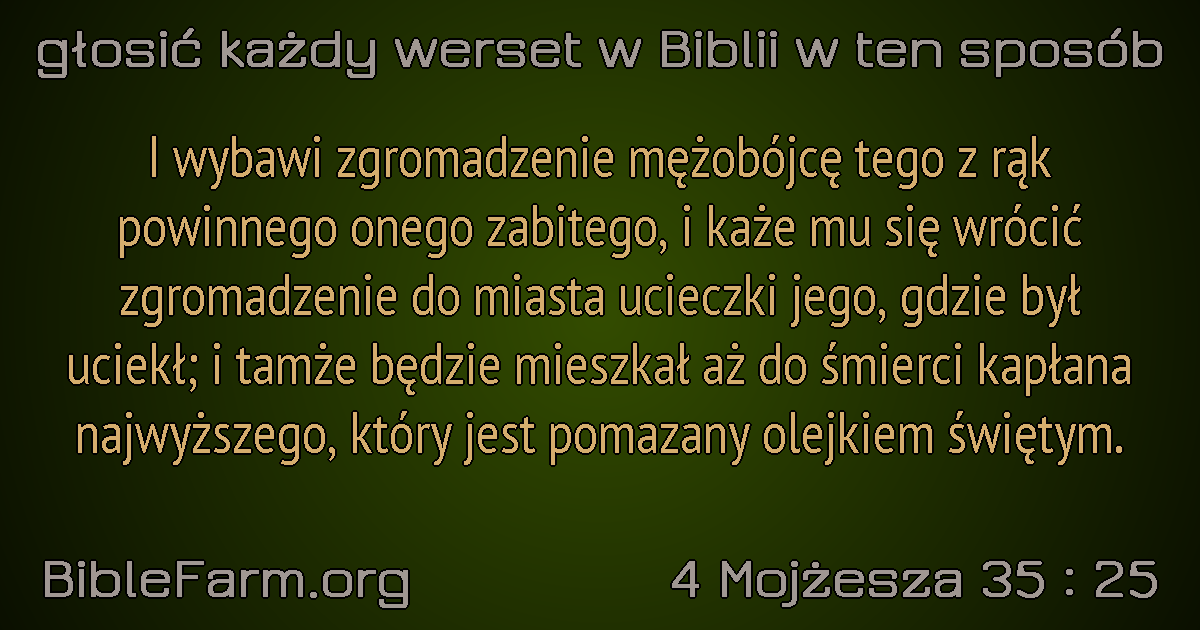 głosić każdy werset w Biblii w ten sposób
I wybawi zgromadzenie mężobójcę tego z rąk
powinnego onego zabitego, i każe mu się wrócić
zgromadzenie do miasta ucieczki jego, gdzie był
uciekł; i tamże będzie mieszkał aż do śmierci kapłana
najwyższego, który jest pomazany olejkiem świętym.
BibleFarm.org
4 Mojżesza 35 : 25